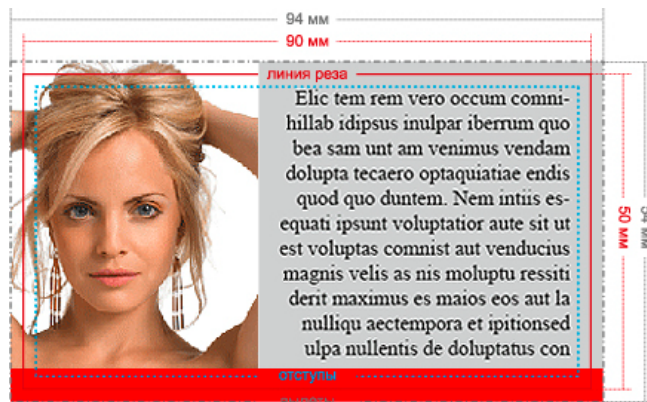 94 мм
90 мм
линия реза
Elic tem rem vero occum comni-
hillab idipsus inulpar iberrum quo
bea sam unt am venimus vendam
dolupta tecaero optaquiatiae endis
quod quo duntem. Nem intiis es-
equati ipsunt voluptatior aute sit ut
est voluptas comnist aut venducius
magnis velis as nis moluptu ressiti
derit maximus es maios eos aut la
nulliqu aectempora et ipitionsed
ulpa nullentis de doluptatus con
отступы
50 мм